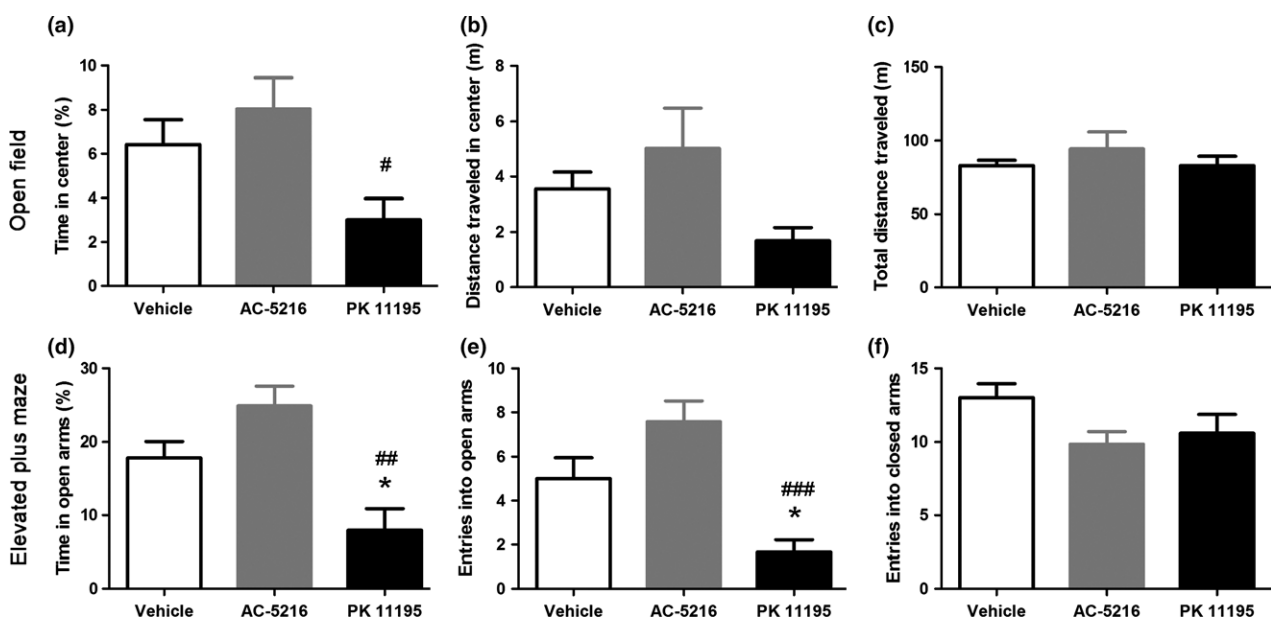 (a)
(b)
(c)
Open field
Time in center (%)
10
8
6
4
2
0
#
Vehicle
AC-5216
PK 11195
Distance traveled in center (m)
8
6
4
2
0
Vehicle
AC-5216
PK 11195
Total distance traveled (m)
150
100
50
0
Vehicle
AC-5216
PK 11195
(d)
(e)
(f)
Elevated plus maze
Time in open arms (%)
30
20
10
0
##
*
Vehicle
AC-5216
PK 11195
Entries into open arms
10
8
6
4
2
0
###
*
Vehicle
AC-5216
PK 11195
Entries into closed arms
15
10
5
0
Vehicle
AC-5216
PK 11195